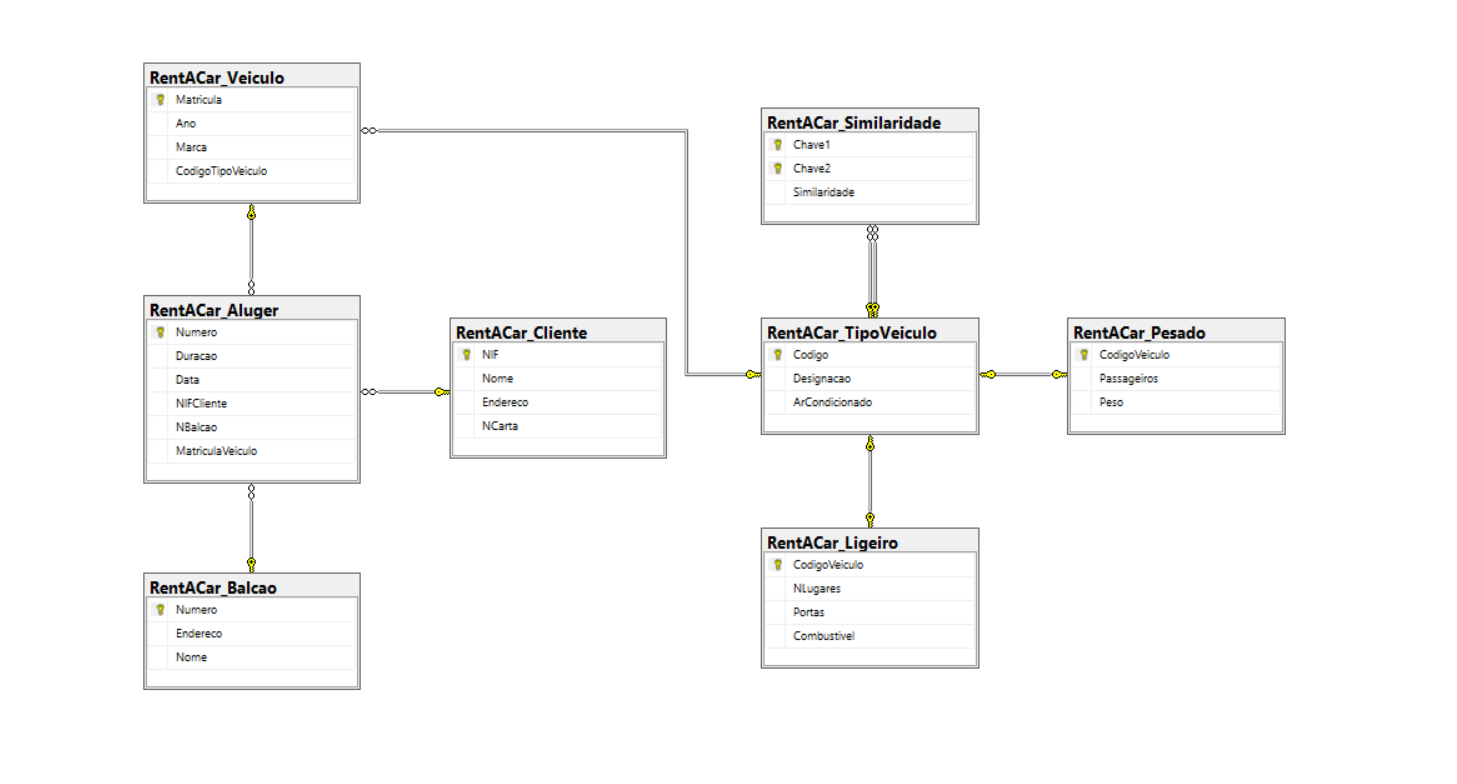 RentACar_Veiculo
Matricula
Ano
Marca
CodigoTipoVeiculo
RentACar_Aluger
Numero
Duracao
Data
NIFCliente
NBalcao
MatriculaVeiculo
RentACar_Balcao
Numero
Endereco
Nome
RentACar_Cliente
NIF
Nome
Endereco
NCarta
RentACar_Similaridade
Chave1
Chave2
Similaridade
RentACar_TipoVeiculo
Codigo
Designacao
ArCondicionado
RentACar_Ligeiro
CodigoVeiculo
NLugares
Portas
Combustivel
RentACar_Pesado
CodigoVeiculo
Passageiros
Peso